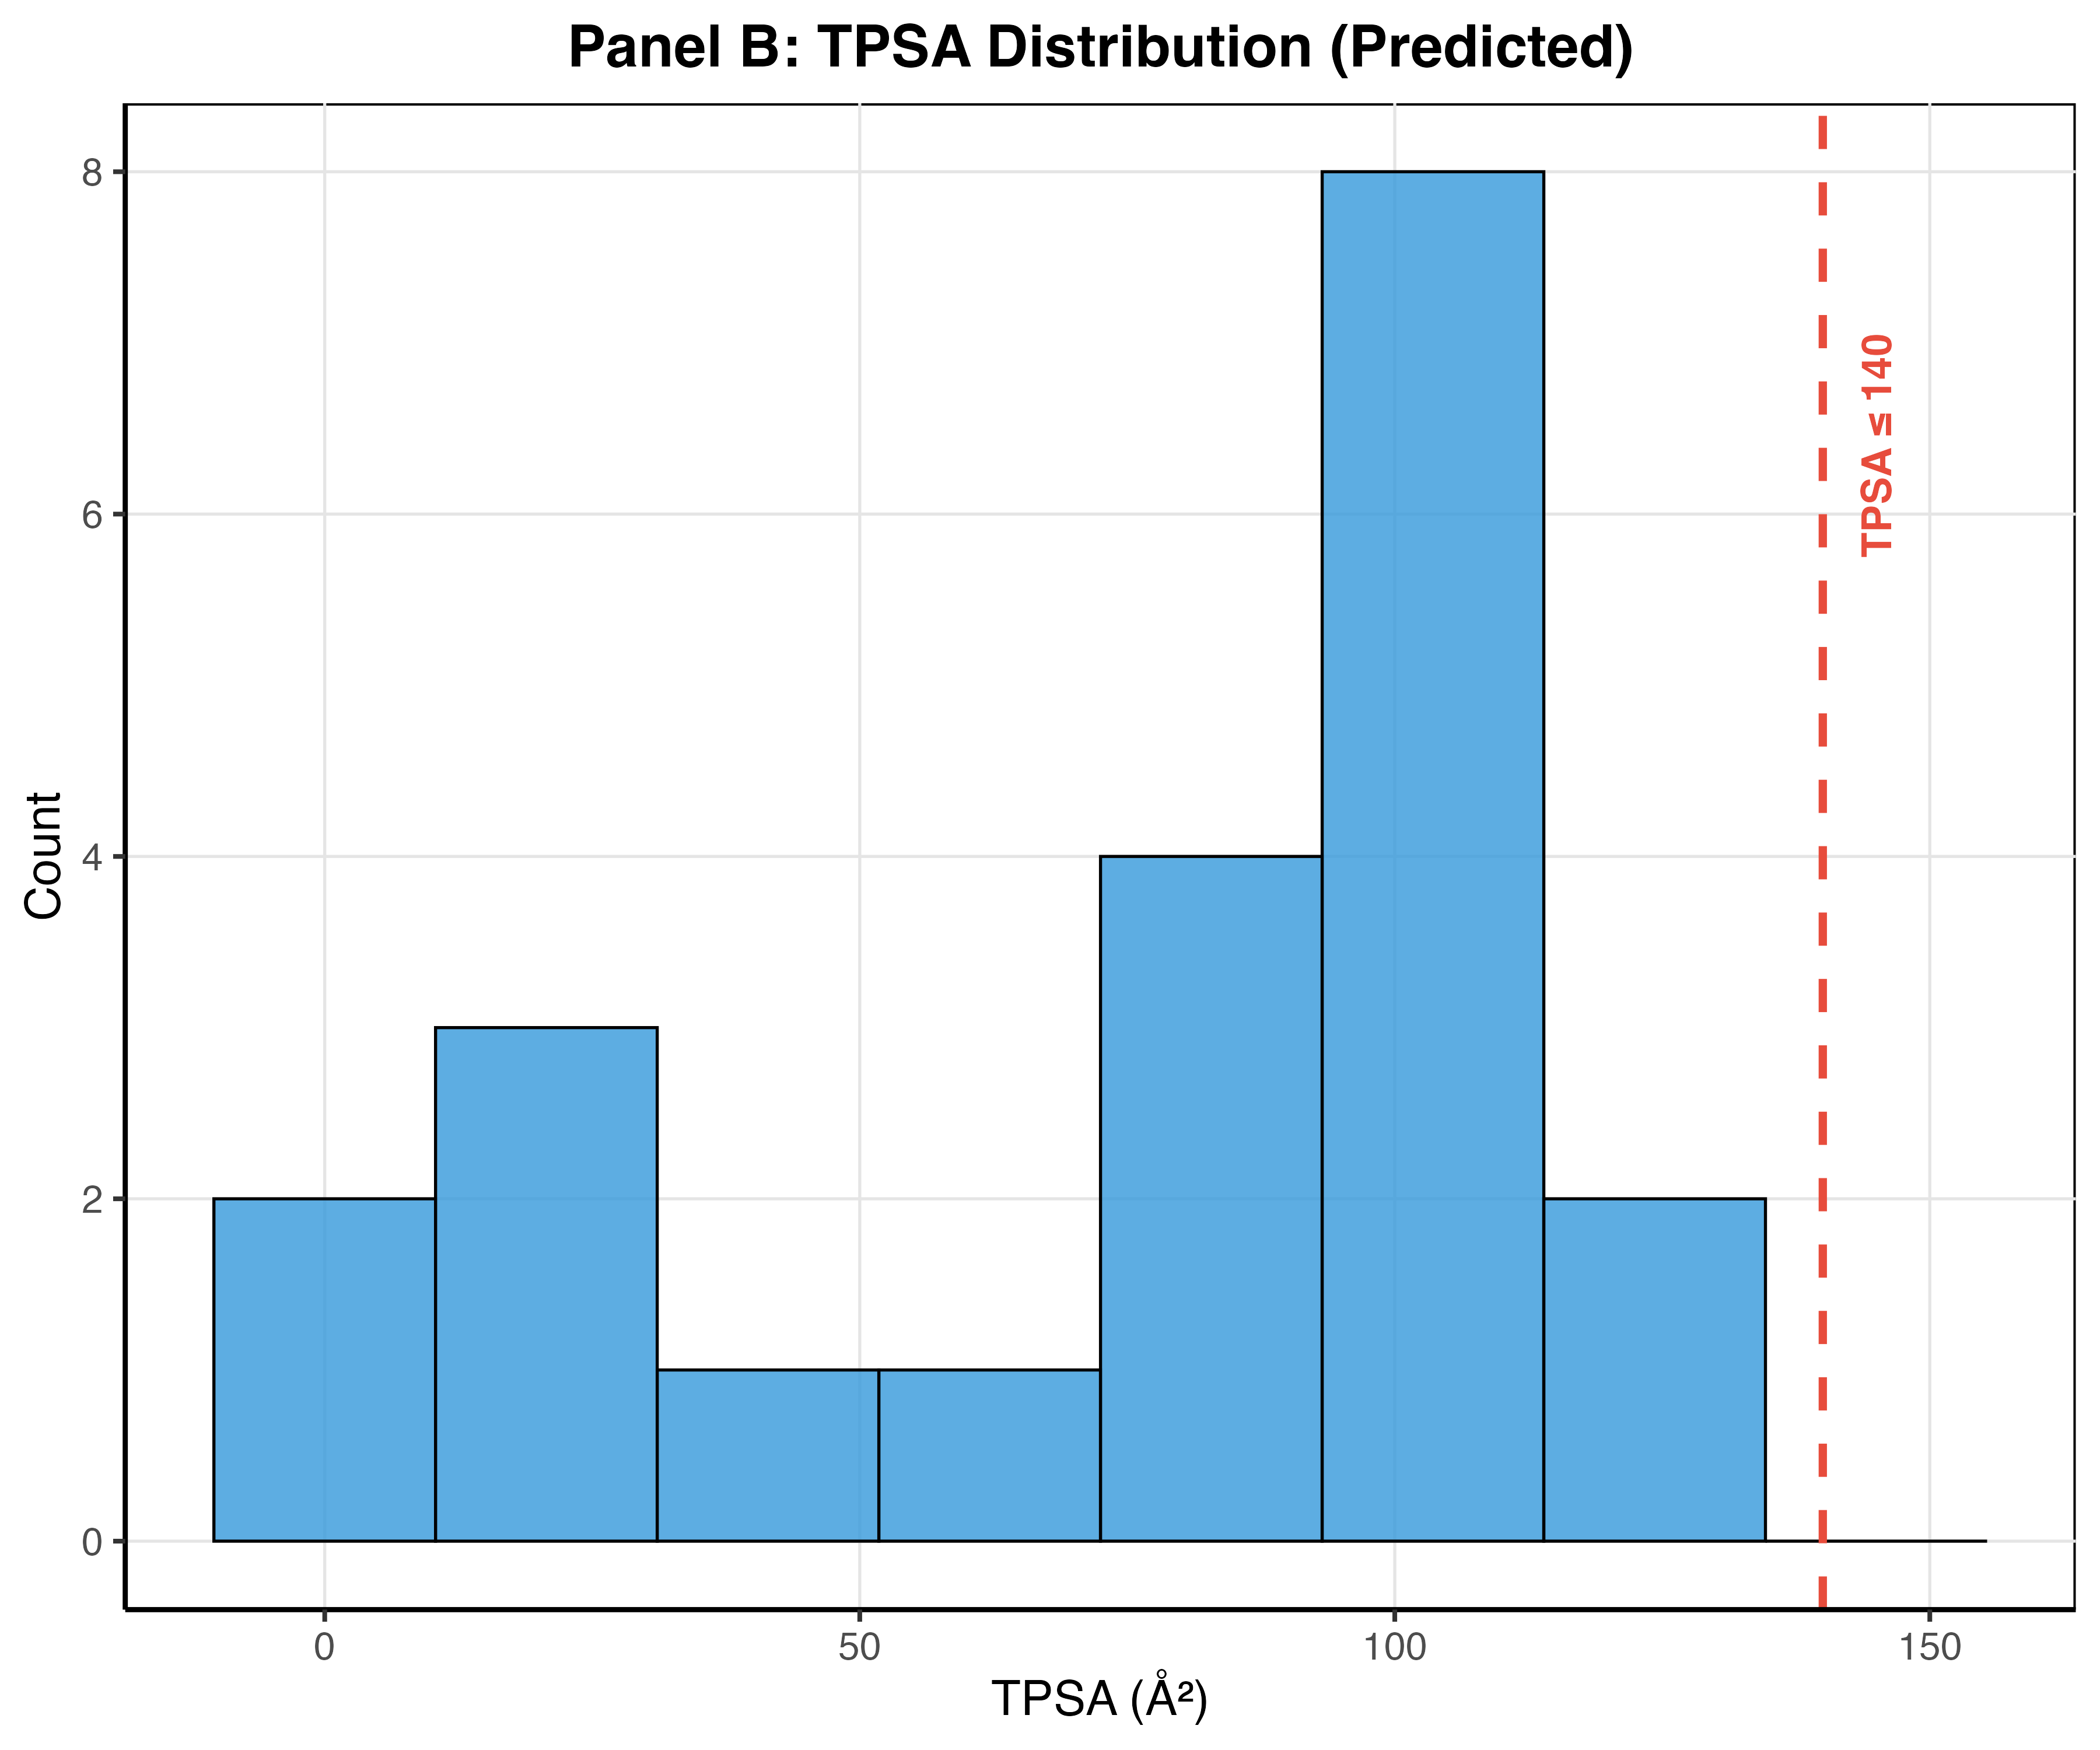 Panel B: TPSA Distribution (Predicted)
8
6
4
2
0
Count
TPSA ≤ 140
0
50
100
150
TPSA (Å²)